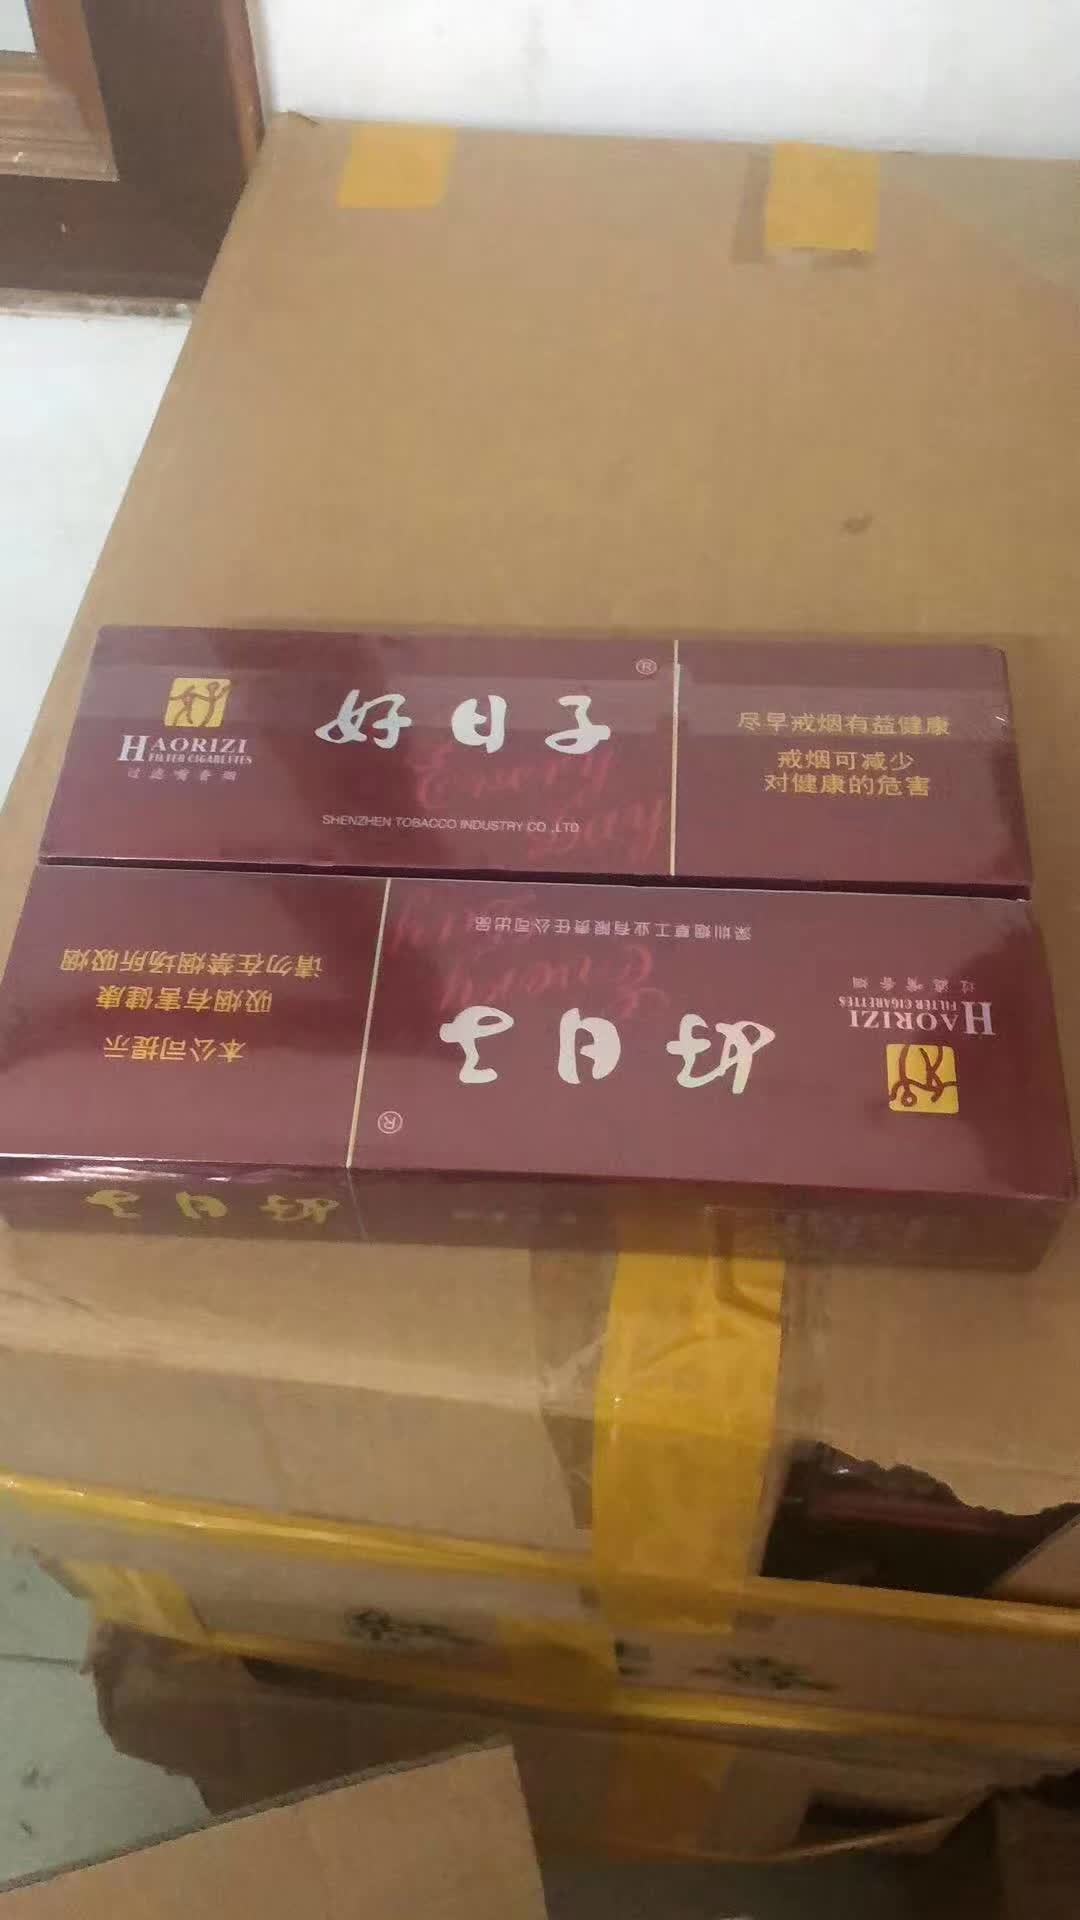 HAORIZI
FILTER CIGARETTES
过滤嘴香烟
好日子
®
SHENZHEN TOBACCO INDUSTRY CO.,LTD
尽早戒烟有益健康
戒烟可减少
对健康的危害
HAORIZI
FILTER CIGARETTES
过滤嘴香烟
好日子
®
深圳烟草工业有限责任公司出品
Every
本公司提示
吸烟有害健康
请勿在禁烟场所吸烟
好日子